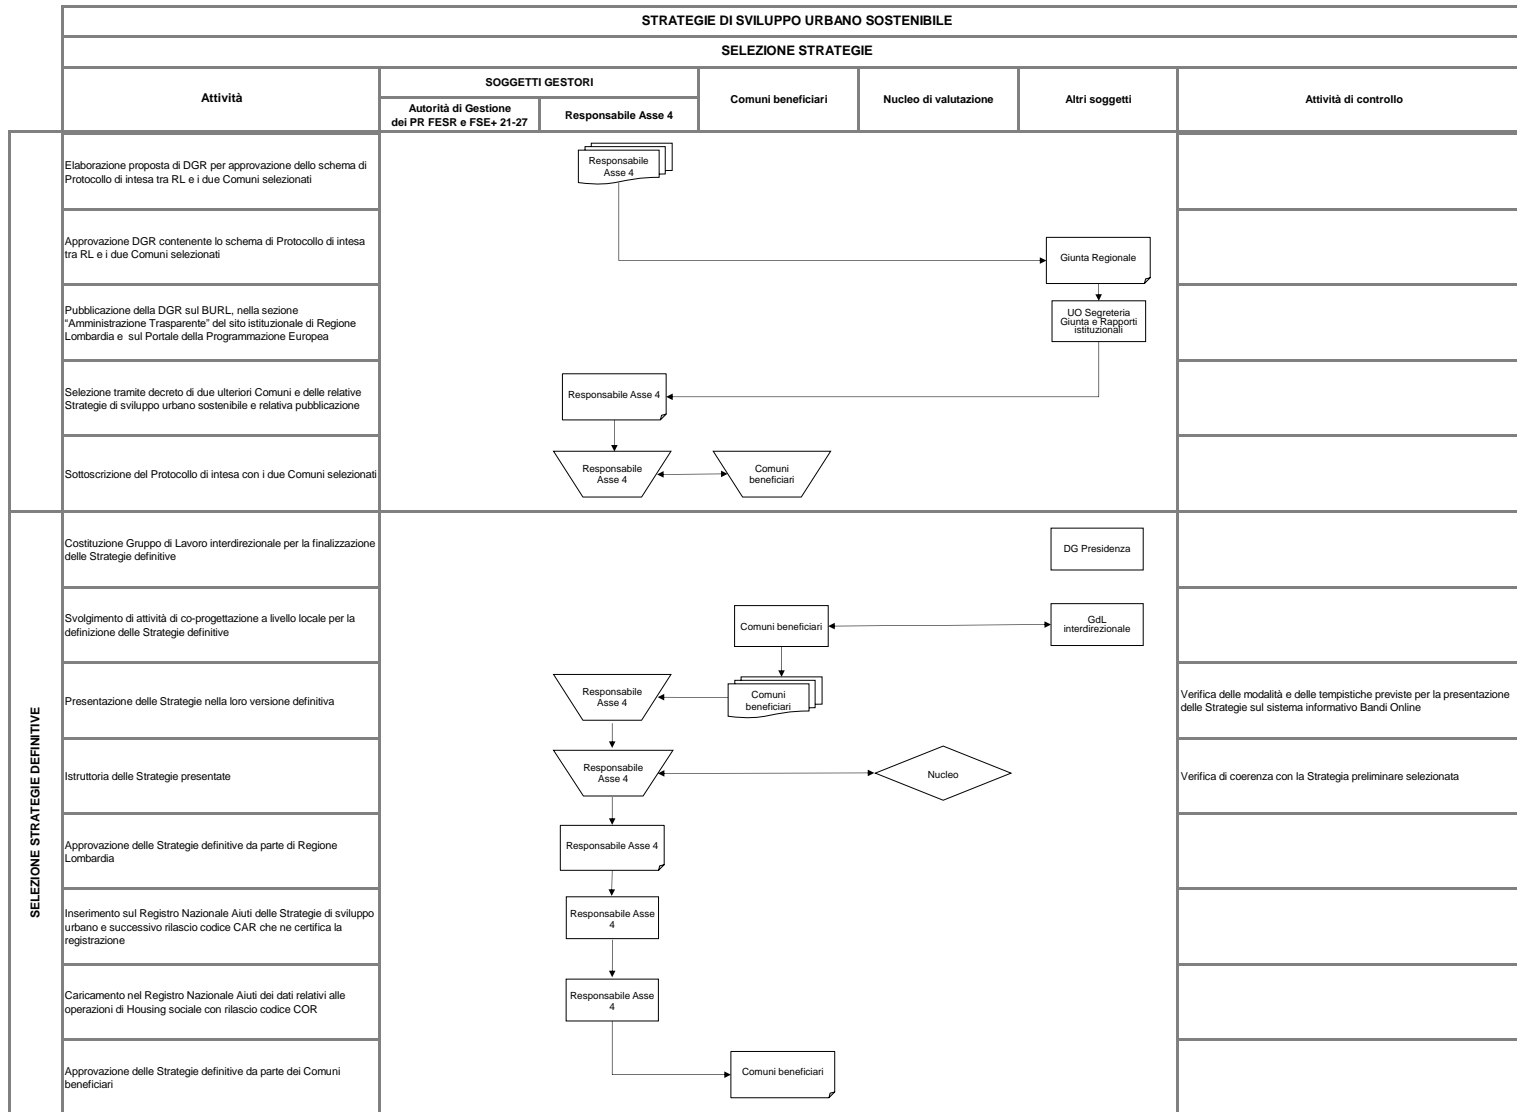 STRATEGIE DI SVILUPPO URBANO SOSTENIBILE
SELEZIONE STRATEGIE
Attività
SOGGETTI GESTORI
Autorità di Gestione
dei PR FESR e FSE+ 21-27
Responsabile Asse 4
Comuni beneficiari
Nucleo di valutazione
Altri soggetti
Attività di controllo
Elaborazione proposta di DGR per approvazione dello schema di
Protocollo di intesa tra RL e i due Comuni selezionati
Responsabile
Asse 4
Approvazione DGR contenente lo schema di Protocollo di intesa
tra RL e i due Comuni selezionati
Giunta Regionale
Pubblicazione della DGR sul BURL, nella sezione
“Amministrazione Trasparente” del sito istituzionale di Regione
Lombardia e  sul Portale della Programmazione Europea
UO Segreteria
Giunta e Rapporti
istituzionali
Selezione tramite decreto di due ulteriori Comuni e delle relative
Strategie di sviluppo urbano sostenibile e relativa pubblicazione
Responsabile Asse 4
Sottoscrizione del Protocollo di intesa con i due Comuni selezionati
Responsabile
Asse 4
Comuni
beneficiari
SELEZIONE STRATEGIE DEFINITIVE
Costituzione Gruppo di Lavoro interdirezionale per la finalizzazione
delle Strategie definitive
DG Presidenza
Svolgimento di attività di co-progettazione a livello locale per la
definizione delle Strategie definitive
Comuni beneficiari
GdL
interdirezionale
Presentazione delle Strategie nella loro versione definitiva
Responsabile
Asse 4
Comuni
beneficiari
Verifica delle modalità e delle tempistiche previste per la presentazione
delle Strategie sul sistema informativo Bandi Online
Istruttoria delle Strategie presentate
Responsabile
Asse 4
Nucleo
Verifica di coerenza con la Strategia preliminare selezionata
Approvazione delle Strategie definitive da parte di Regione
Lombardia
Responsabile Asse 4
Inserimento sul Registro Nazionale Aiuti delle Strategie di sviluppo
urbano e successivo rilascio codice CAR che ne certifica la
registrazione
Responsabile Asse
4
Caricamento nel Registro Nazionale Aiuti dei dati relativi alle
operazioni di Housing sociale con rilascio codice COR
Responsabile Asse
4
Approvazione delle Strategie definitive da parte dei Comuni
beneficiari
Comuni beneficiari